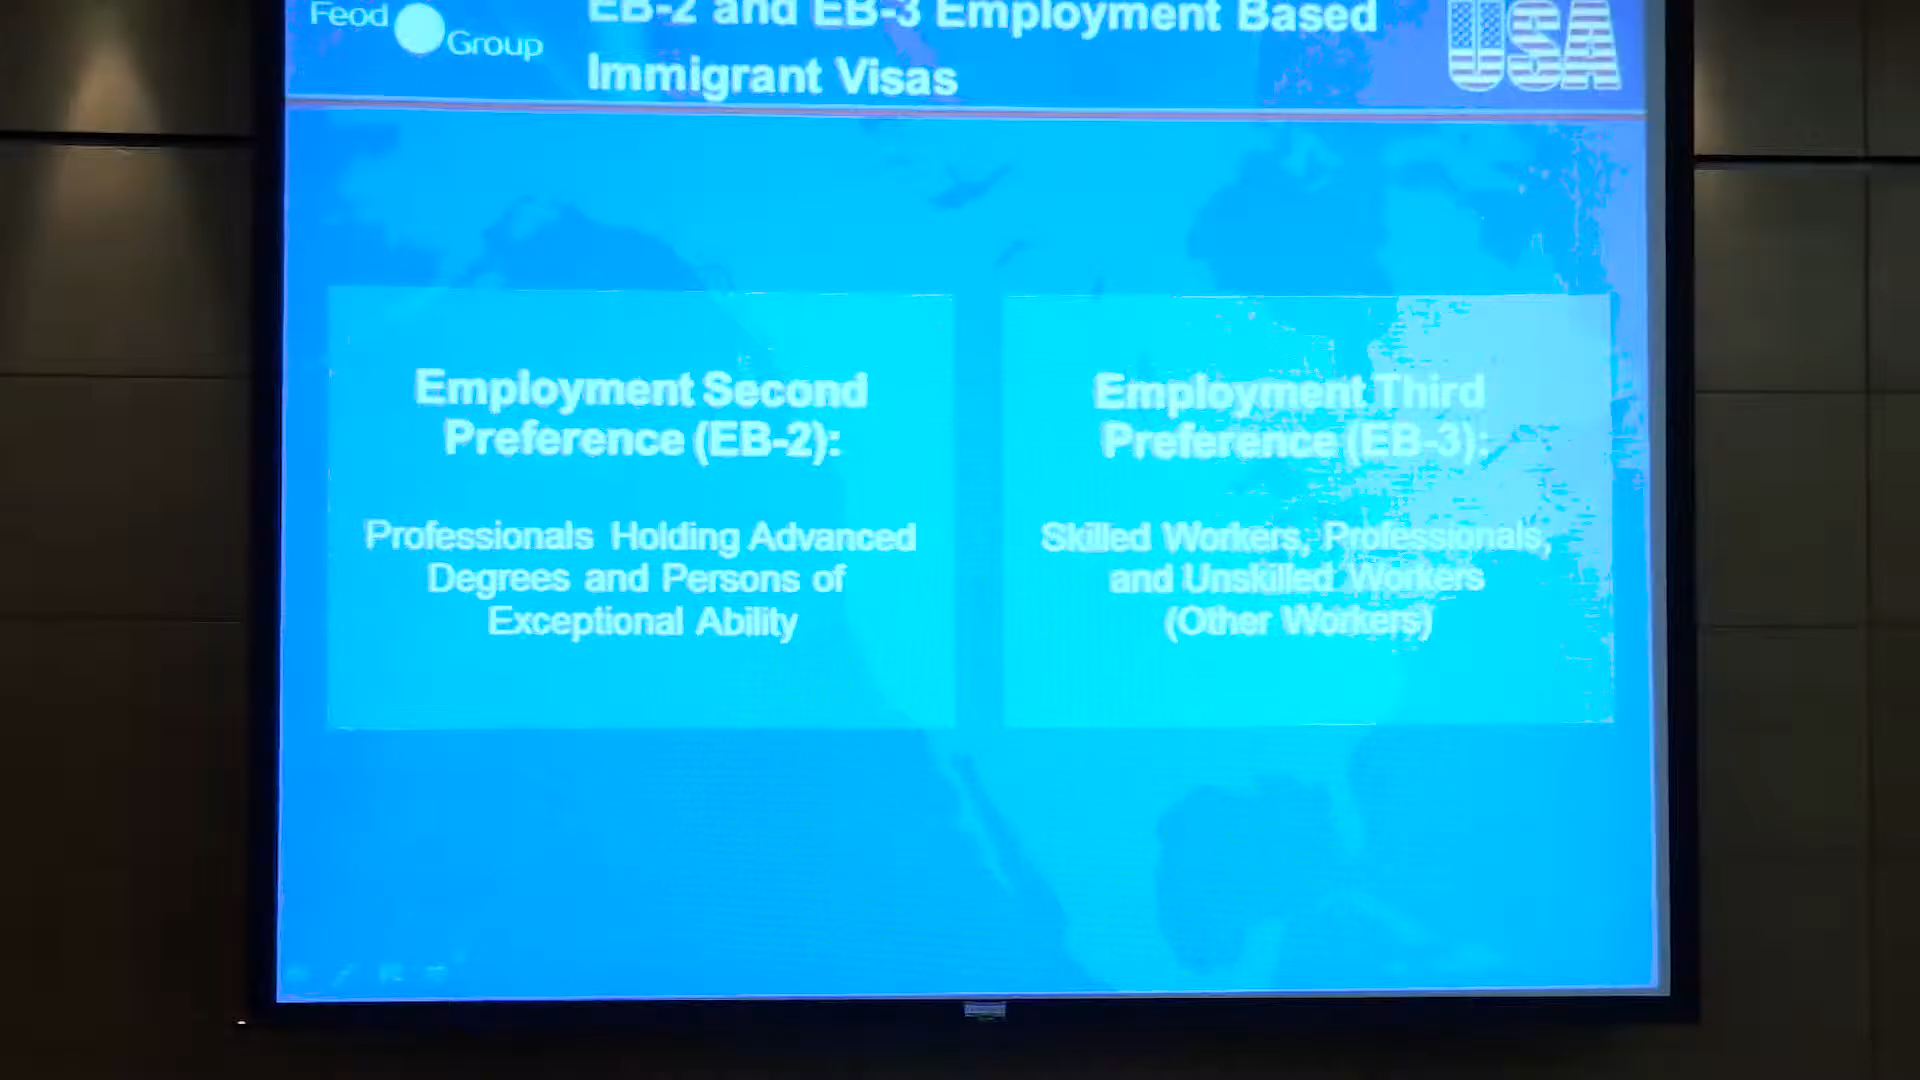 Feod
Group
EB-2 and EB-3 Employment Based
Immigrant Visas
USA
Employment Second
Preference (EB-2):
Professionals Holding Advanced
Degrees and Persons of
Exceptional Ability
Employment Third
Preference (EB-3):
Skilled Workers, Professionals,
and Unskilled Workers
(Other Workers)